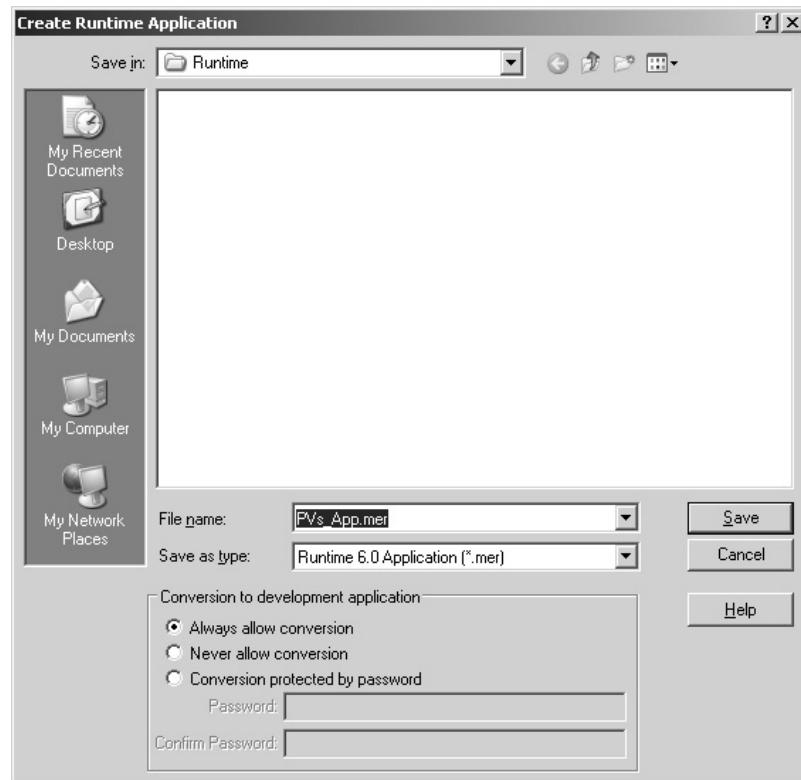 Create Runtime Application
Save in: Runtime
My Recent
Documents
Desktop
My Documents
My Computer
My Network
Places
File name: PVs_App.mer
Save as type: Runtime 6.0 Application (*.mer)
Save
Cancel
Help
Conversion to development application
Always allow conversion
Never allow conversion
Conversion protected by password
Password:
Confirm Password: